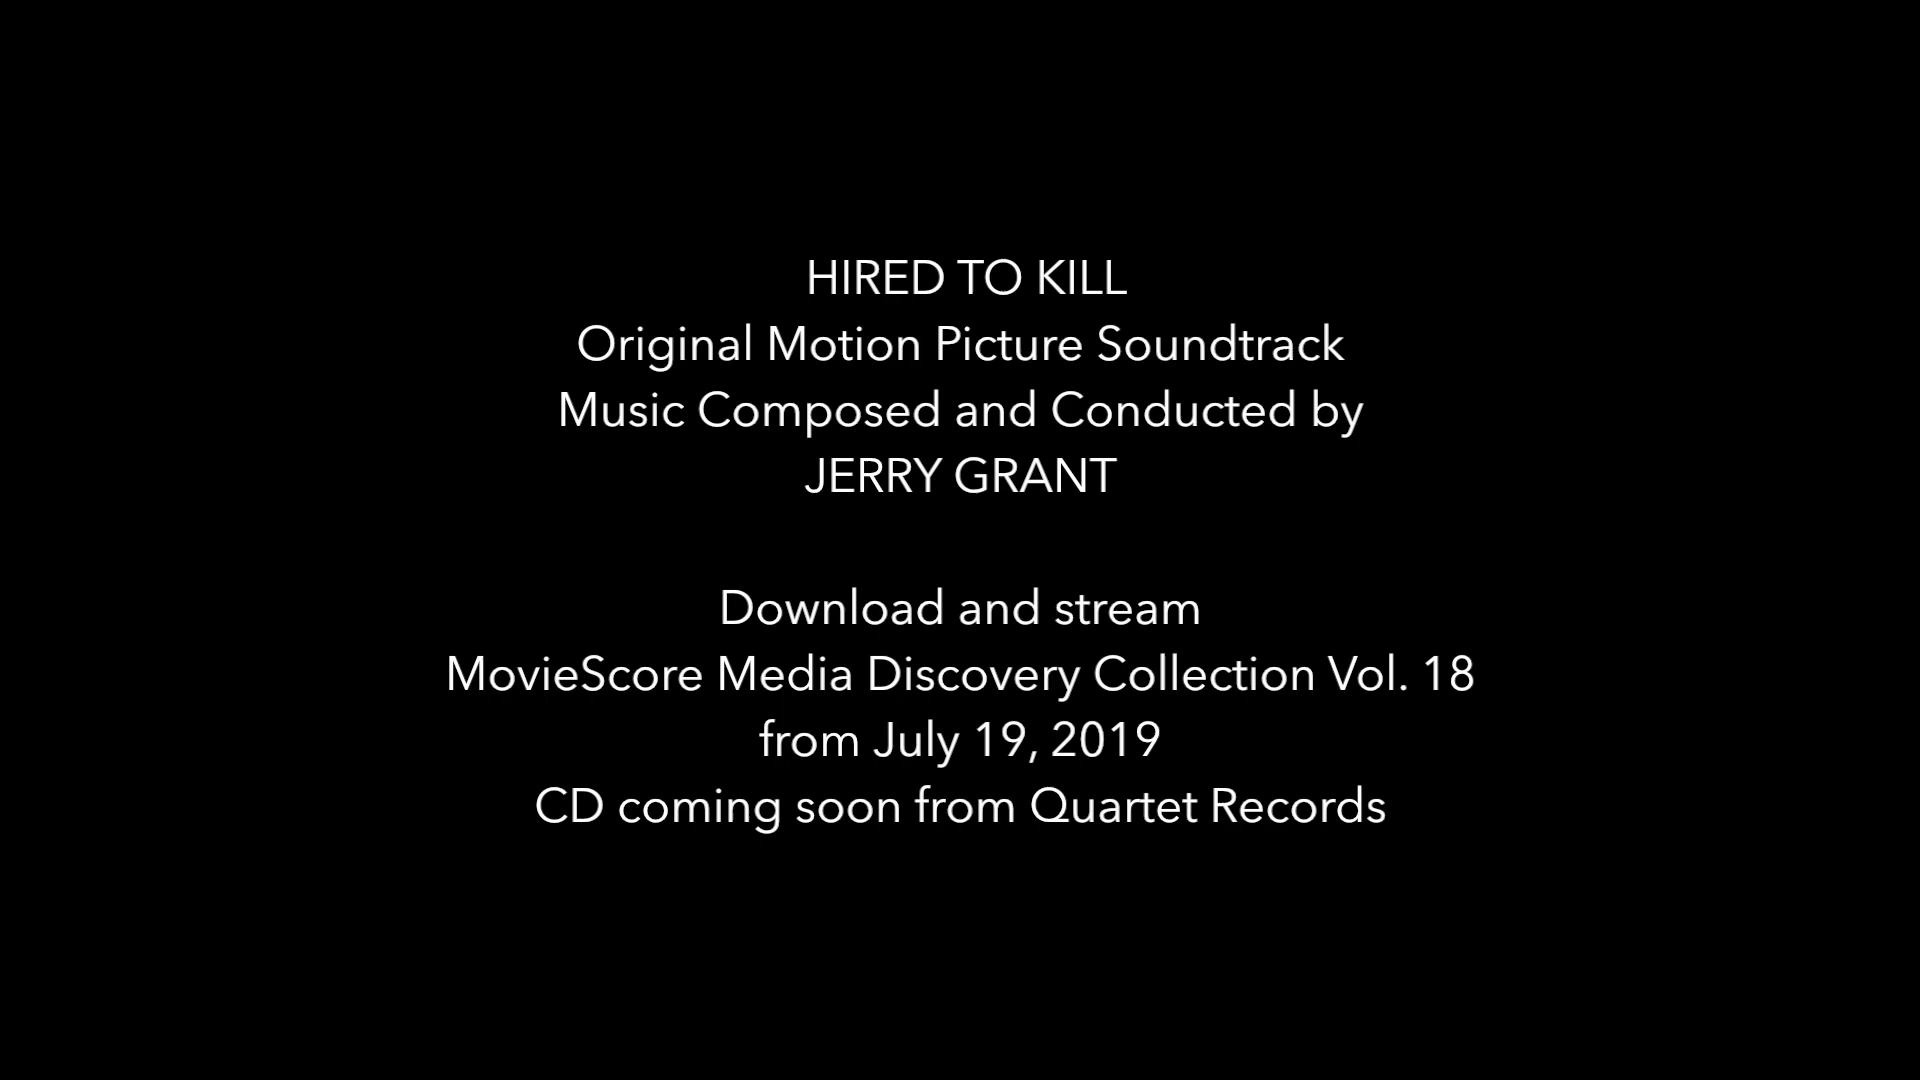 HIRED TO KILL
Original Motion Picture Soundtrack
Music Composed and Conducted by
JERRY GRANT
Download and stream
MovieScore Media Discovery Collection Vol. 18
from July 19, 2019
CD coming soon from Quartet Records